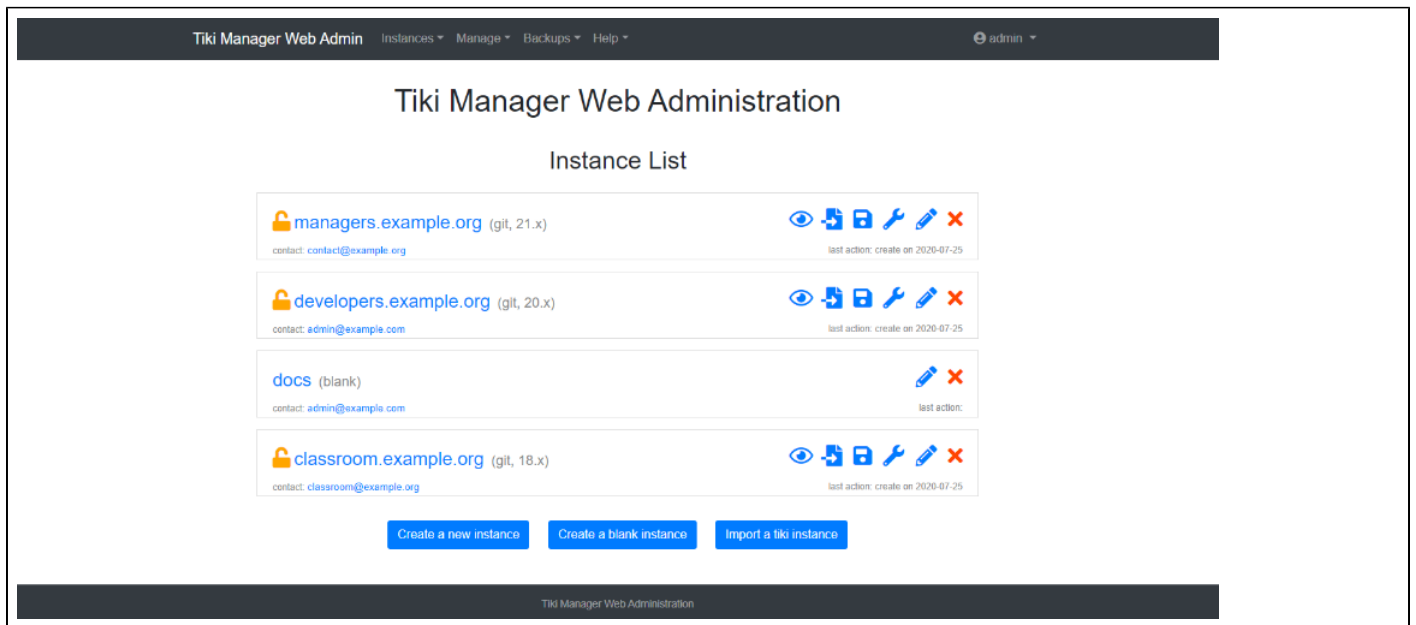 Tiki Manager Web Admin Instances Manage Backups Help admin
Tiki Manager Web Administration
Instance List
managers.example.org (git, 21.x)
contact: contact@example.org last action: create on 2020-07-25
developers.example.org (git, 20.x)
contact: admin@example.com last action: create on 2020-07-25
docs (blank)
contact: admin@example.com last action:
classroom.example.org (git, 18.x)
contact: classroom@example.org last action: create on 2020-07-25
Create a new instance Create a blank instance Import a tiki instance
Tiki Manager Web Administration